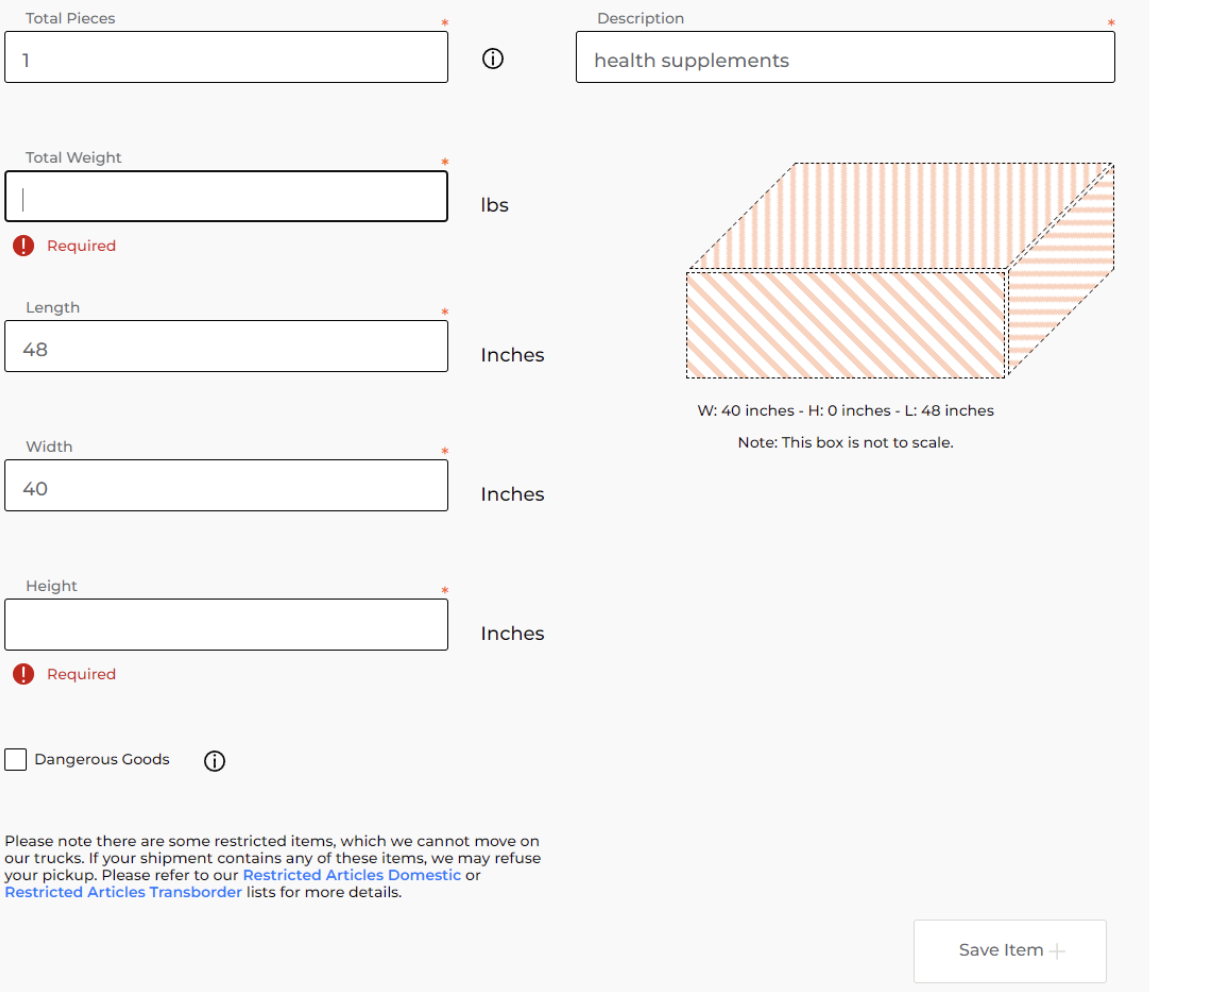 Total Pieces *
1
Description *
health supplements
Total Weight *
lbs
Required
Length *
48
Inches
Width *
40
Inches
Height *
Inches
Required
W: 40 inches - H: 0 inches - L: 48 inches
Note: This box is not to scale.
Dangerous Goods
Please note there are some restricted items, which we cannot move on
our trucks. If your shipment contains any of these items, we may refuse
your pickup. Please refer to our Restricted Articles Domestic or
Restricted Articles Transborder lists for more details.
Save Item +